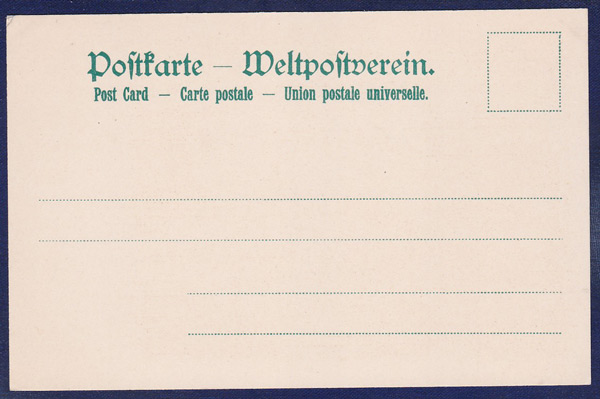 Postkarte — Weltpostverein.
Post Card — Carte postale — Union postale universelle.